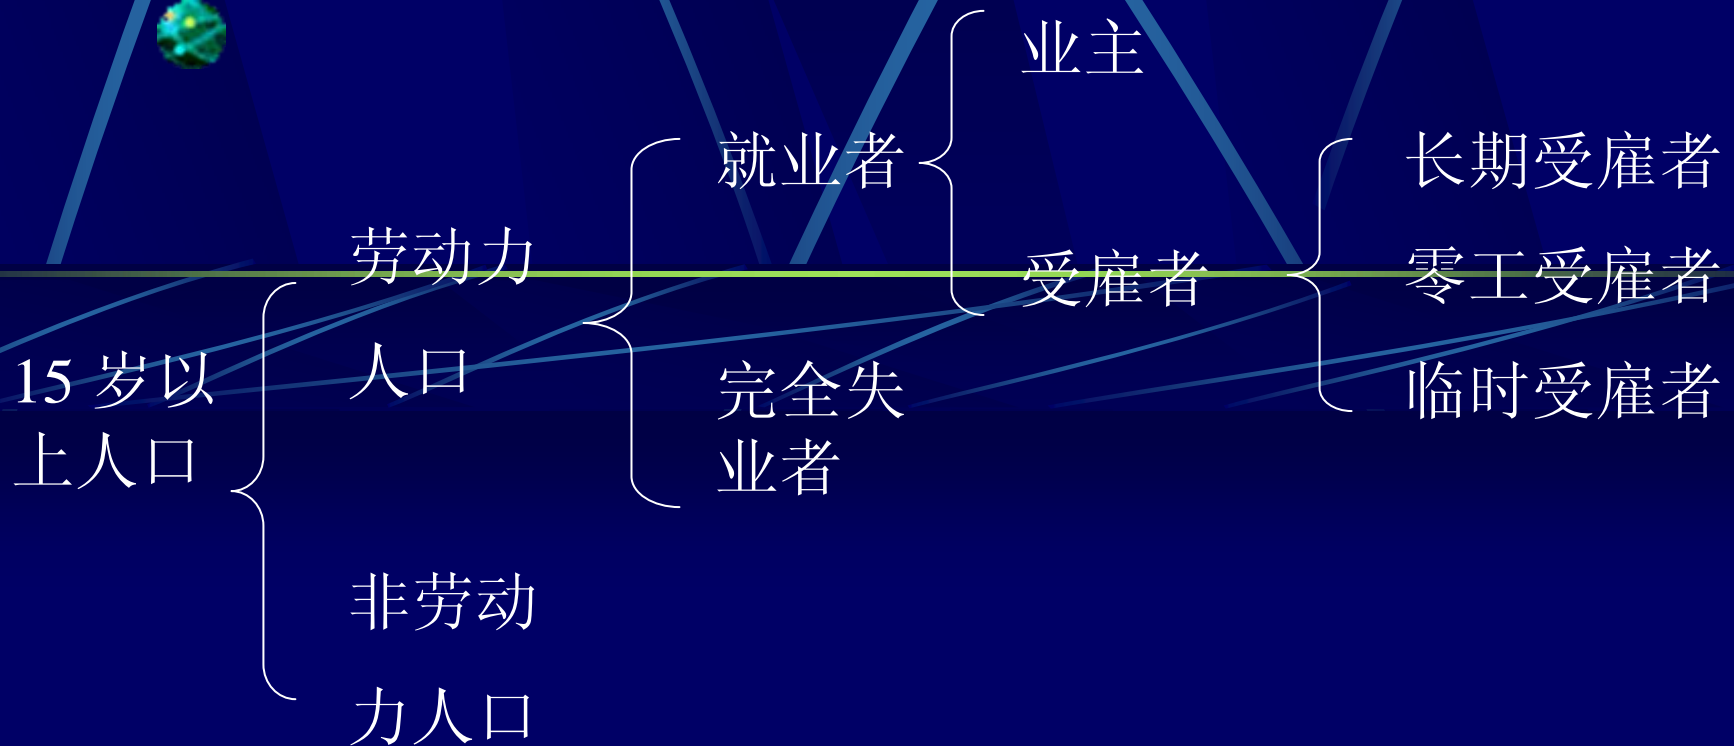 15 岁以
上人口
劳动力
人口
非劳动
力人口
就业者
完全失
业者
业主
受雇者
长期受雇者
零工受雇者
临时受雇者